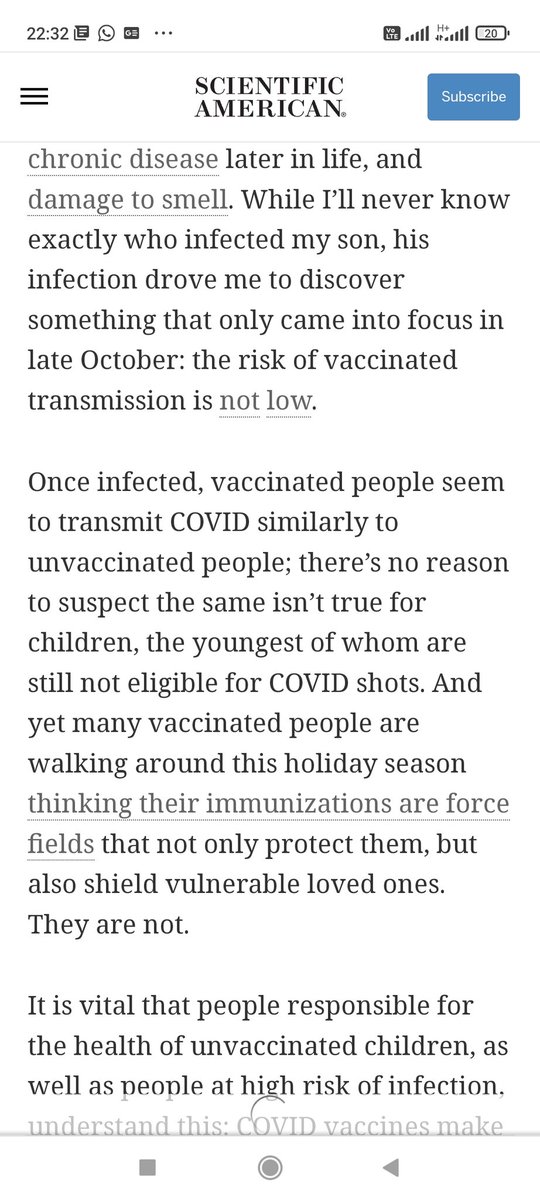 22:32
Vo LTE H+ 20
SCIENTIFIC
AMERICAN®
Subscribe
chronic disease later in life, and
damage to smell. While I’ll never know
exactly who infected my son, his
infection drove me to discover
something that only came into focus in
late October: the risk of vaccinated
transmission is not low.
Once infected, vaccinated people seem
to transmit COVID similarly to
unvaccinated people; there’s no reason
to suspect the same isn’t true for
children, the youngest of whom are
still not eligible for COVID shots. And
yet many vaccinated people are
walking around this holiday season
thinking their immunizations are force
fields that not only protect them, but
also shield vulnerable loved ones.
They are not.
It is vital that people responsible for
the health of unvaccinated children, as
well as people at high risk of infection,
understand this: COVID vaccines make